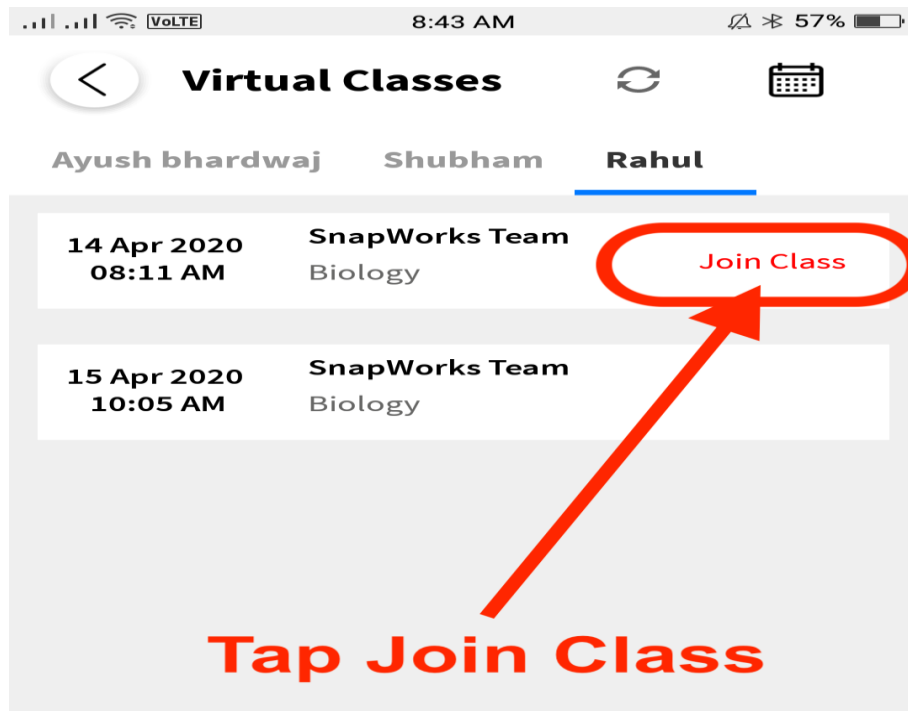 VoLTE 8:43 AM 57%
Virtual Classes
Ayush bhardwaj Shubham Rahul
14 Apr 2020 SnapWorks Team
08:11 AM Biology Join Class
15 Apr 2020 SnapWorks Team
10:05 AM Biology
Tap Join Class